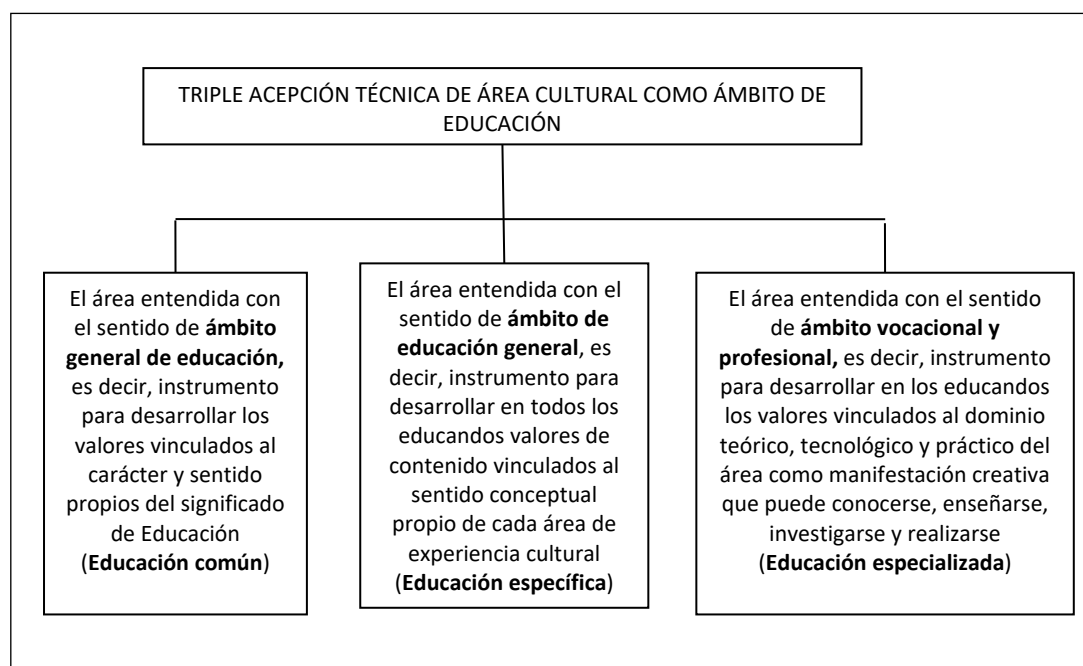 TRIPLE ACEPCIÓN TÉCNICA DE ÁREA CULTURAL COMO ÁMBITO DE
EDUCACIÓN
El área entendida con
el sentido de ámbito
general de educación,
es decir, instrumento
para desarrollar los
valores vinculados al
carácter y sentido
propios del significado
de Educación
(Educación común)
El área entendida con el
sentido de ámbito de
educación general, es
decir, instrumento para
desarrollar en todos los
educandos valores de
contenido vinculados al
sentido conceptual
propio de cada área de
experiencia cultural
(Educación específica)
El área entendida con el sentido
de ámbito vocacional y
profesional, es decir, instrumento
para desarrollar en los educandos
los valores vinculados al dominio
teórico, tecnológico y práctico del
área como manifestación creativa
que puede conocerse, enseñarse,
investigarse y realizarse
(Educación especializada)